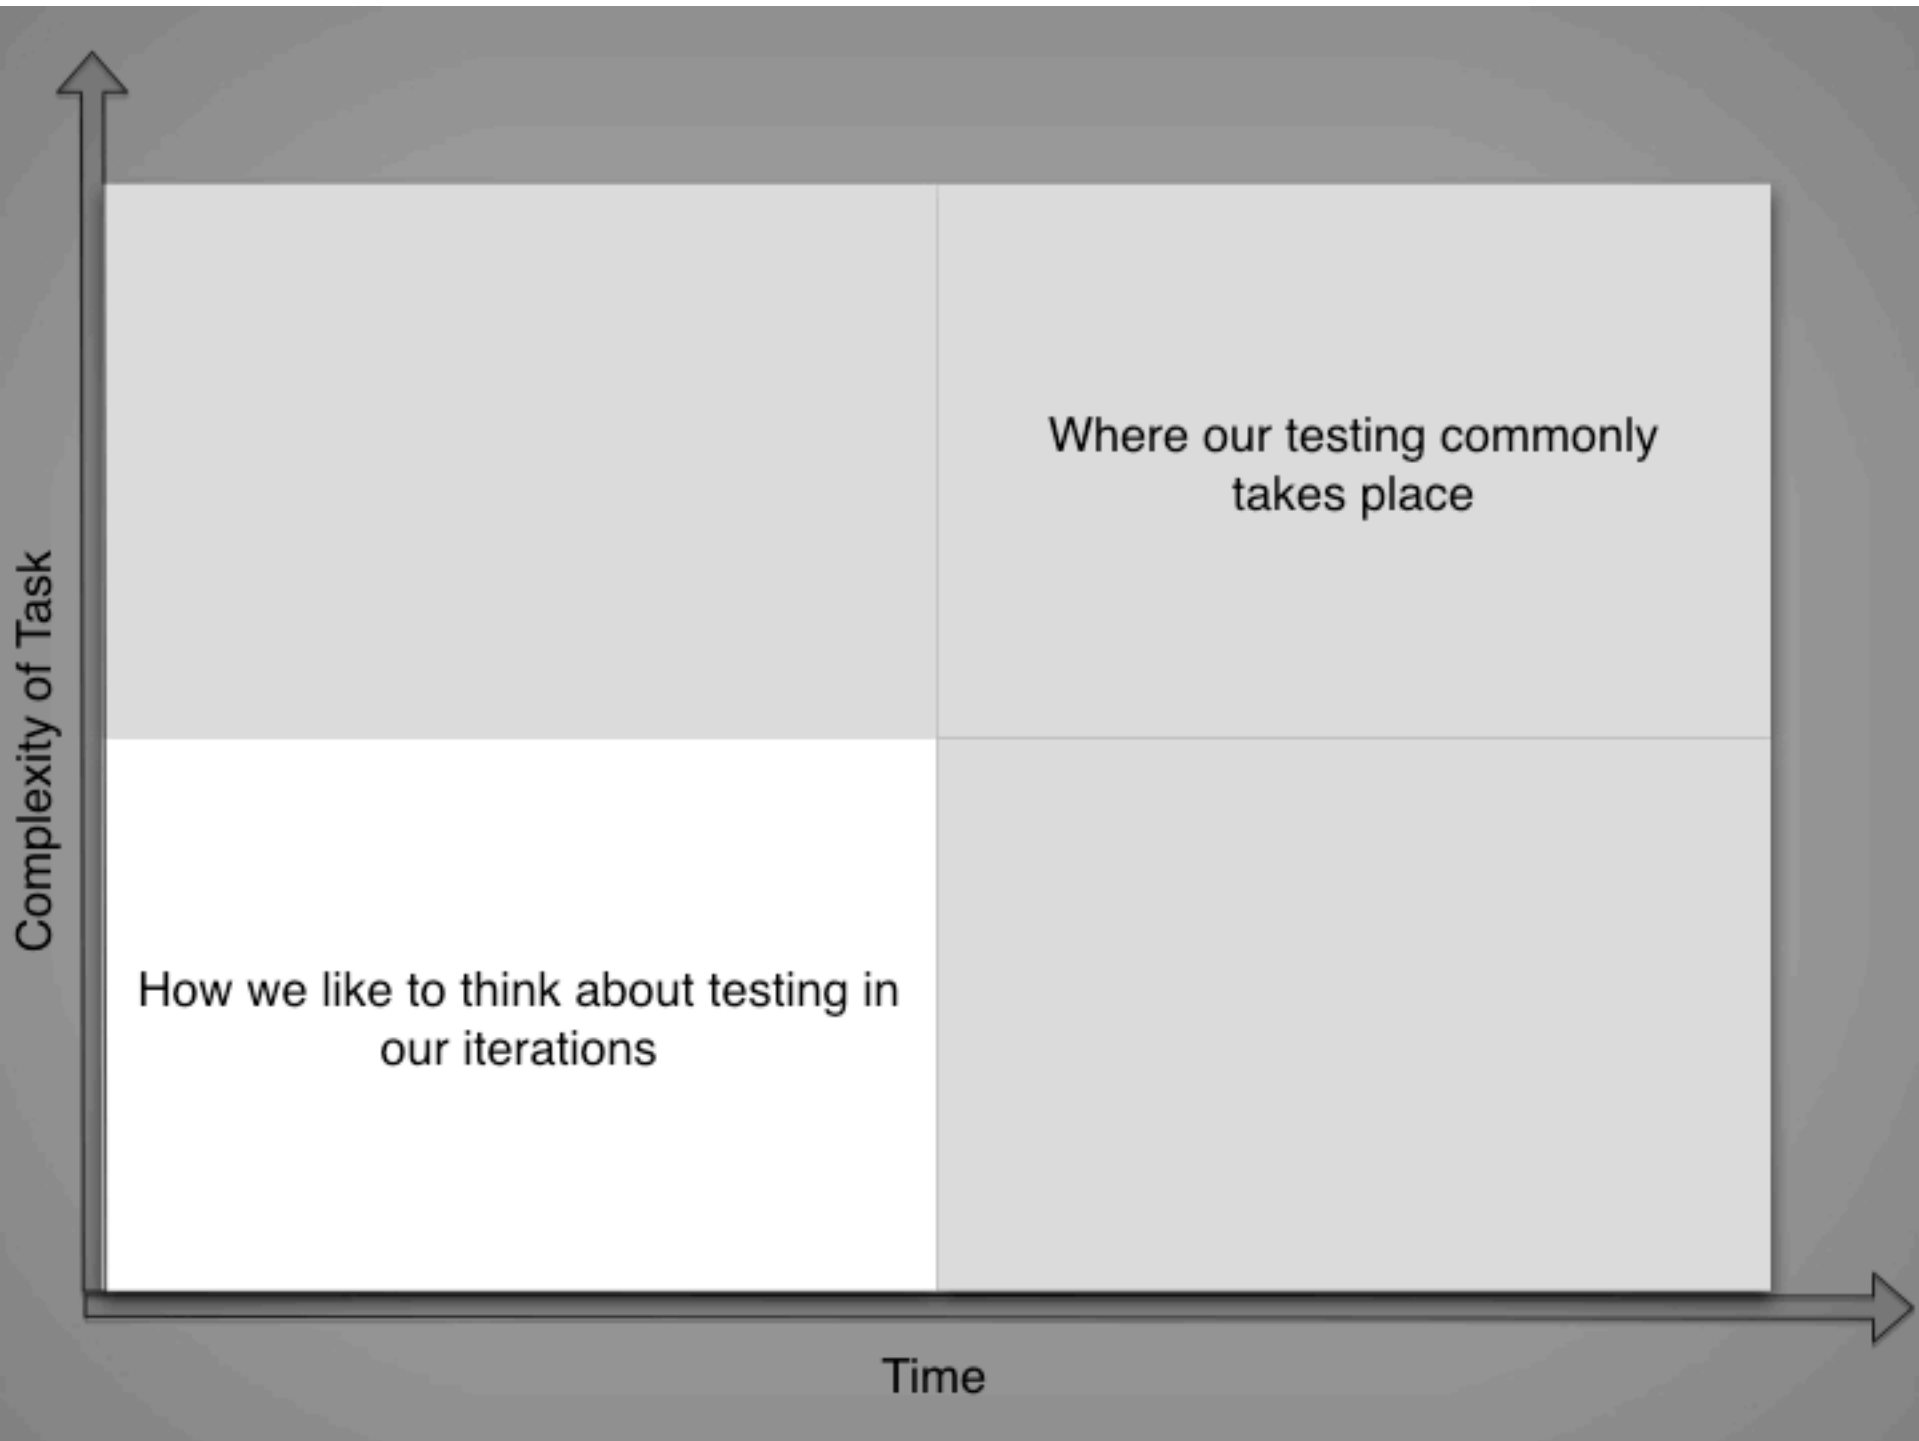 Complexity of Task
Where our testing commonly
takes place
How we like to think about testing in
our iterations
Time